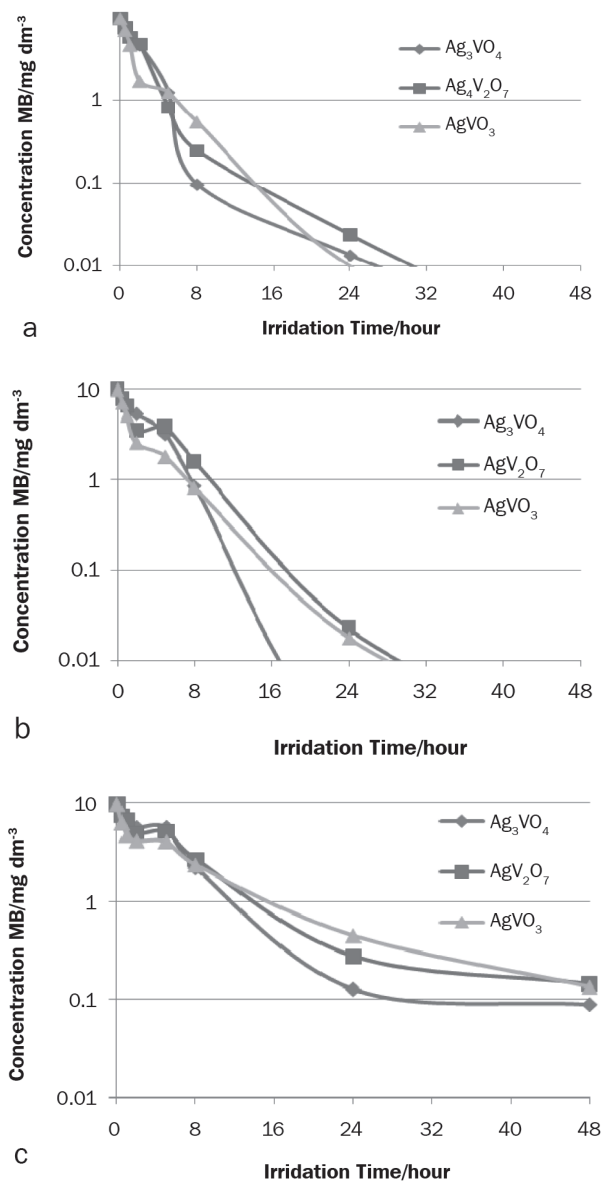 Concentration MB/mg dm⁻³
Ag₃VO₄
Ag₄V₂O₇
AgVO₃
1
0.1
0.01
0 8 16 24 32 40 48
Irridation Time/hour
a
Concentration MB/mg dm⁻³
10
Ag₃VO₄
AgV₂O₇
AgVO₃
1
0.1
0.01
0 8 16 24 32 40 48
Irridation Time/hour
b
Concentration MB/mg dm⁻³
10
Ag₃VO₄
AgV₂O₇
AgVO₃
1
0.1
0.01
0 8 16 24 32 40 48
Irridation Time/hour
c